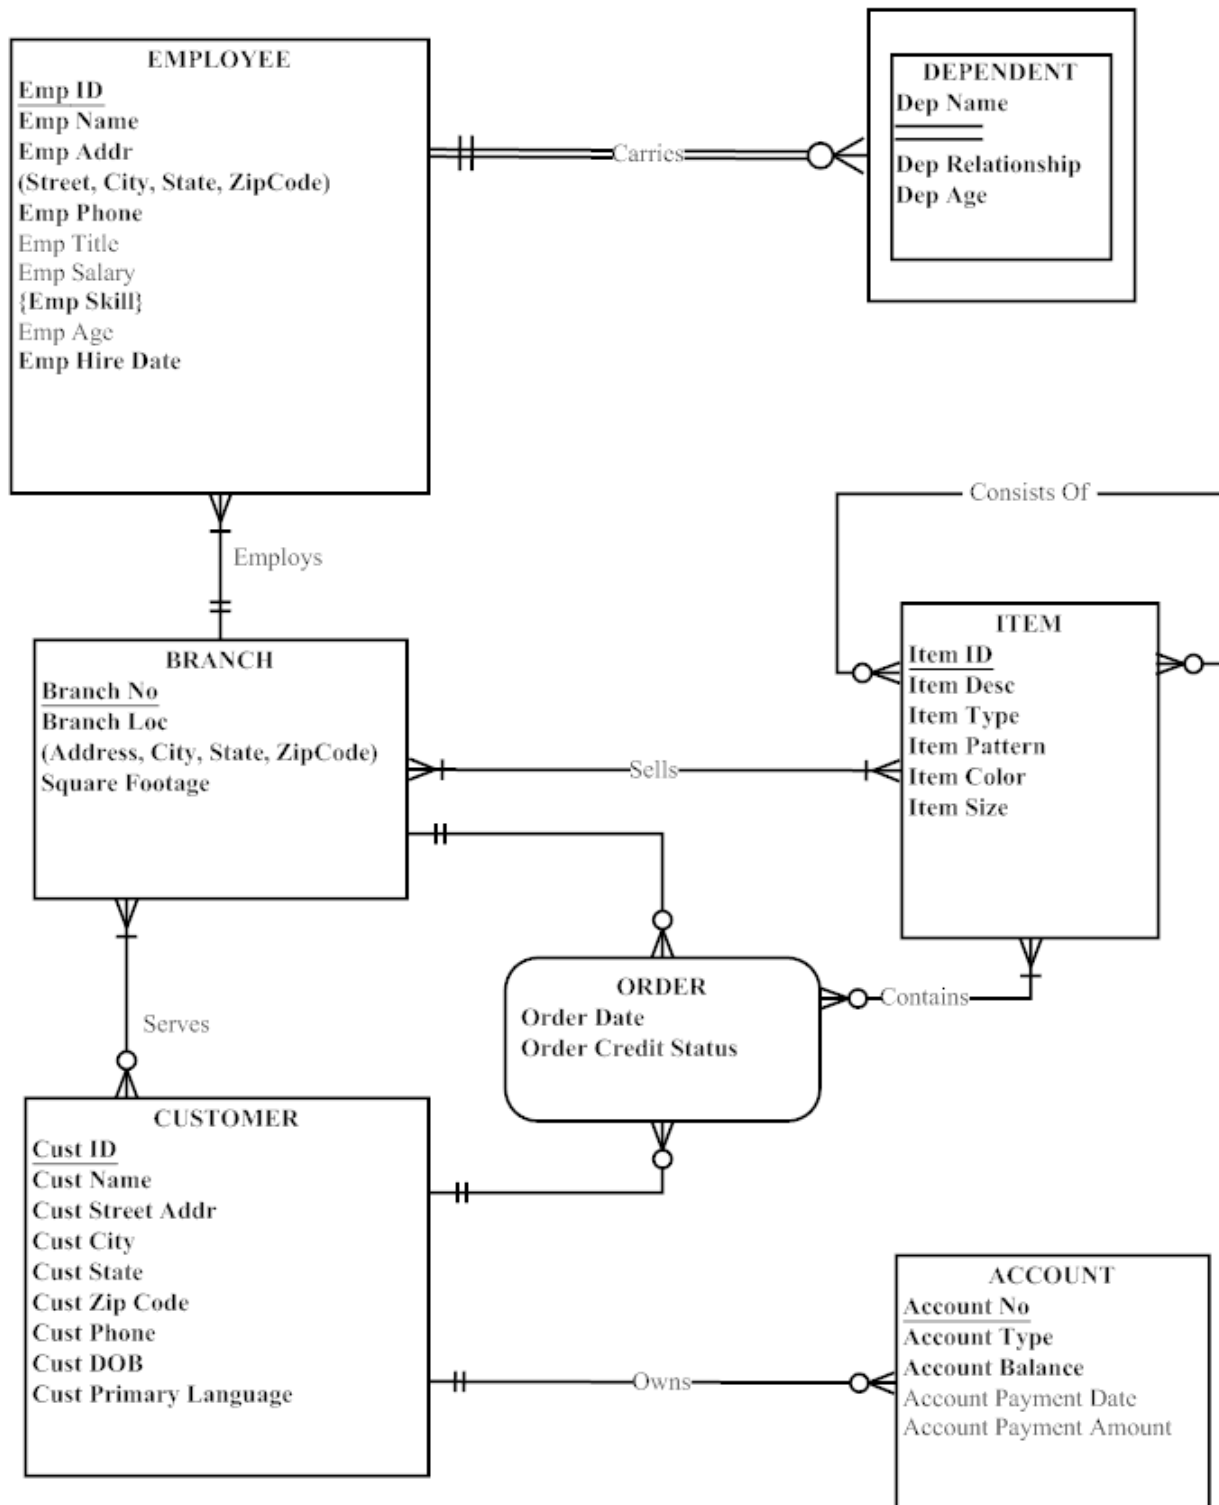 EMPLOYEE
Emp ID
Emp Name
Emp Addr
(Street, City, State, ZipCode)
Emp Phone
Emp Title
Emp Salary
{Emp Skill}
Emp Age
Emp Hire Date
Carries
DEPENDENT
Dep Name
Dep Relationship
Dep Age
Employs
Consists Of
BRANCH
Branch No
Branch Loc
(Address, City, State, ZipCode)
Square Footage
Sells
ITEM
Item ID
Item Desc
Item Type
Item Pattern
Item Color
Item Size
Serves
ORDER
Order Date
Order Credit Status
Contains
CUSTOMER
Cust ID
Cust Name
Cust Street Addr
Cust City
Cust State
Cust Zip Code
Cust Phone
Cust DOB
Cust Primary Language
Owns
ACCOUNT
Account No
Account Type
Account Balance
Account Payment Date
Account Payment Amount